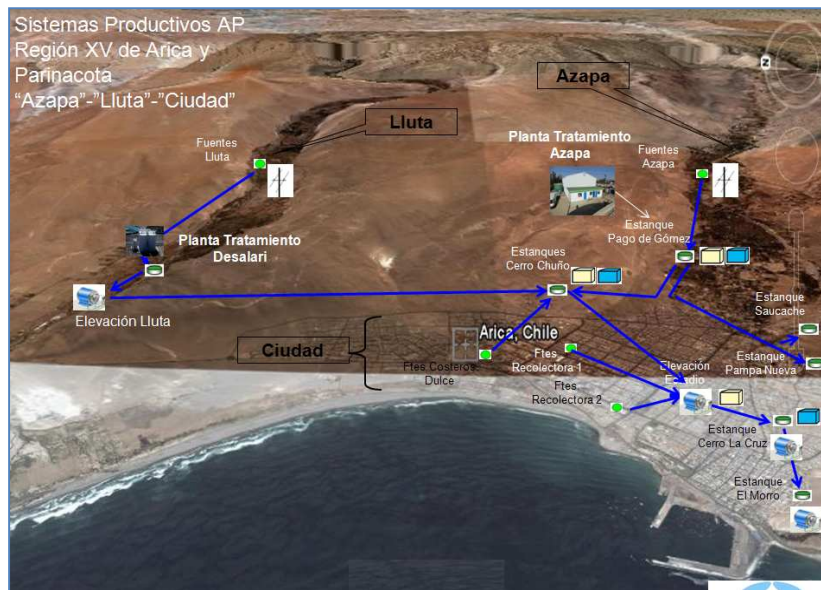 Sistemas Productivos AP
Región XV de Arica y
Parinacota
“Azapa”-”Lluta”-”Ciudad”
Azapa
Lluta
Fuentes
Lluta
Planta Tratamiento
Azapa
Fuentes
Azapa
Estanque
Pago de Gómez
Planta Tratamiento
Desalari
Estanques
Cerro Chuño
Elevación Lluta
Estanque
Saucache
Ciudad
Arica, Chile
Ftes Costeros
Dulce
Ftes
Recolectora 1
Elevación
Estadio
Estanque
Pampa Nueva
Ftes
Recolectora 2
Estanque
Cerro La Cruz
Estanque
El Morro